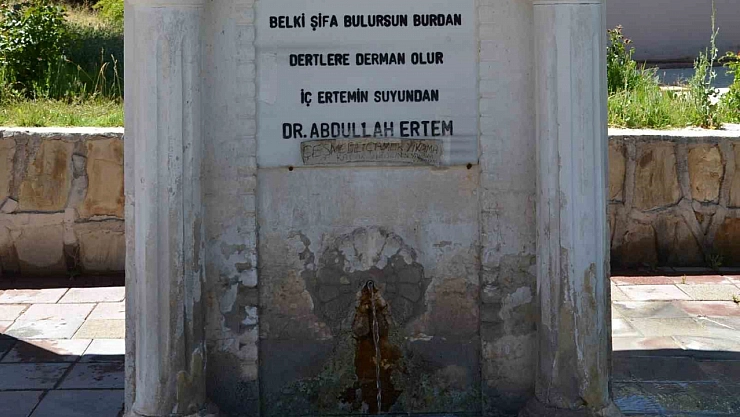 BELKİ ŞİFA BULURSUN BURDAN
DERTLERE DERMAN OLUR
İÇ ERTEMİN SUYUNDAN
DR. ABDULLAH ERTEM